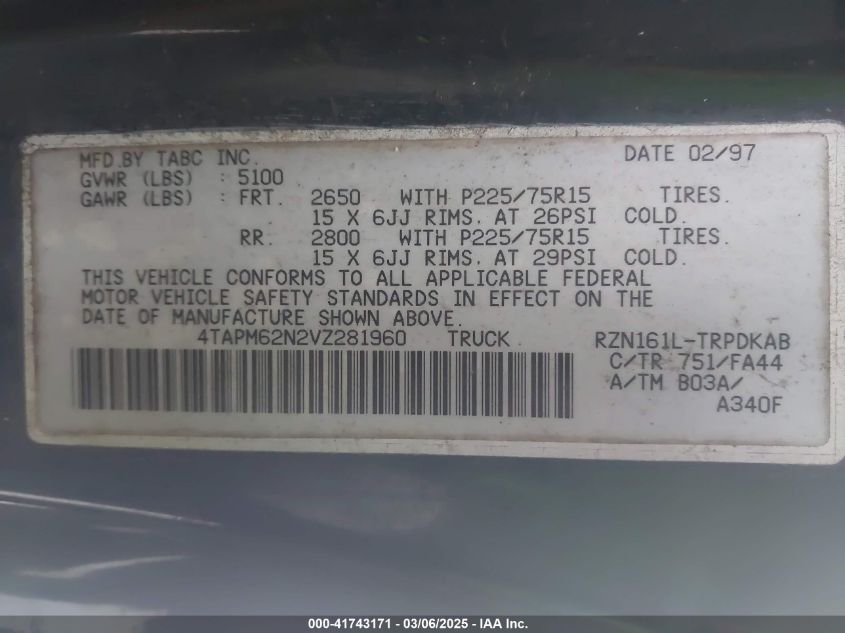 MFD.BY TABC INC. DATE 02/97
GVWR (LBS) : 5100
GAWR (LBS) : FRT. 2650 WITH P225/75R15 TIRES.
15 X 6JJ RIMS. AT 26PSI COLD.
RR. 2800 WITH P225/75R15 TIRES.
15 X 6JJ RIMS. AT 29PSI COLD.
THIS VEHICLE CONFORMS TO ALL APPLICABLE FEDERAL
MOTOR VEHICLE SAFETY STANDARDS IN EFFECT ON THE
DATE OF MANUFACTURE SHOWN ABOVE.
4TAPM62N2VZ281960 TRUCK RZN161L-TRPDKAB
C/TR 751/FA44
A/TM B03A/
A340F
000-41743171 | 03/06/2025 - IAA Inc.